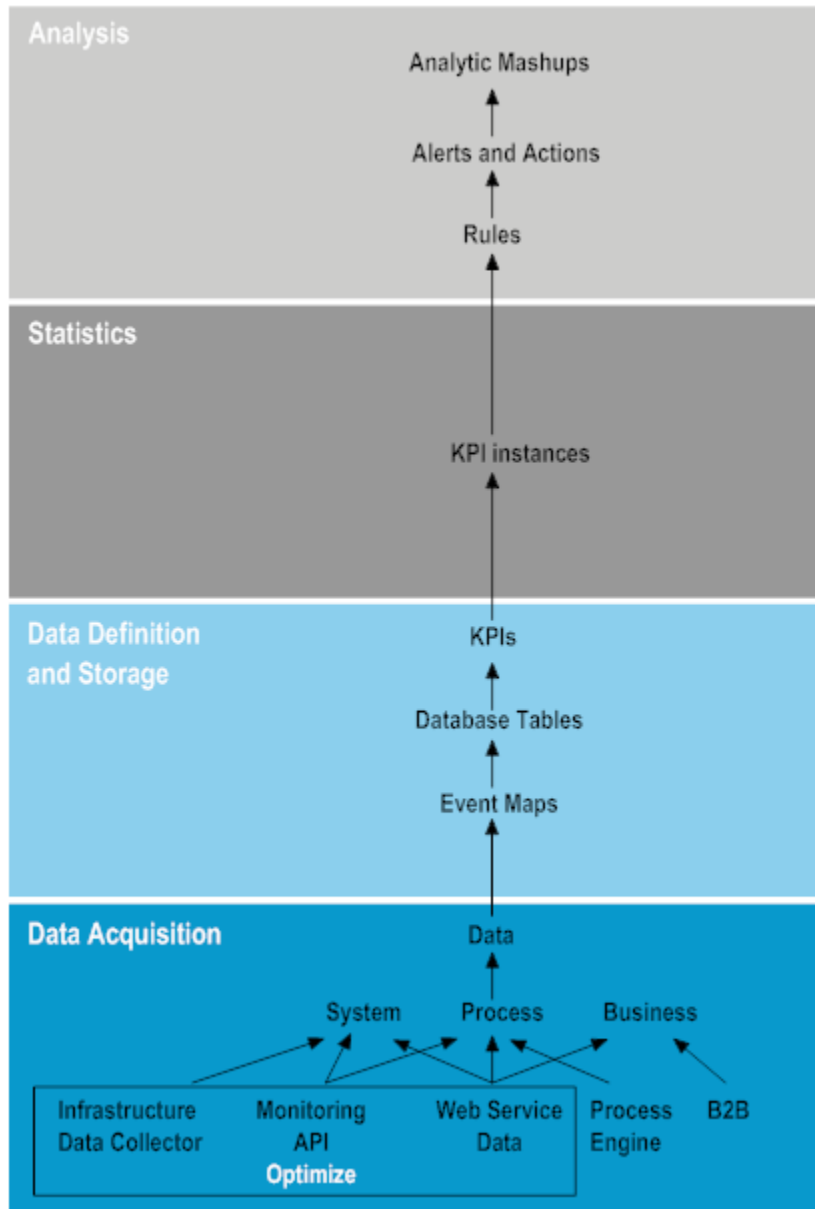 Analysis
Analytic Mashups
Alerts and Actions
Rules
Statistics
KPI instances
Data Definition
and Storage
KPIs
Database Tables
Event Maps
Data Acquisition
Data
System
Process
Business
Infrastructure
Data Collector
Monitoring
API
Optimize
Web Service
Data
Process
Engine
B2B